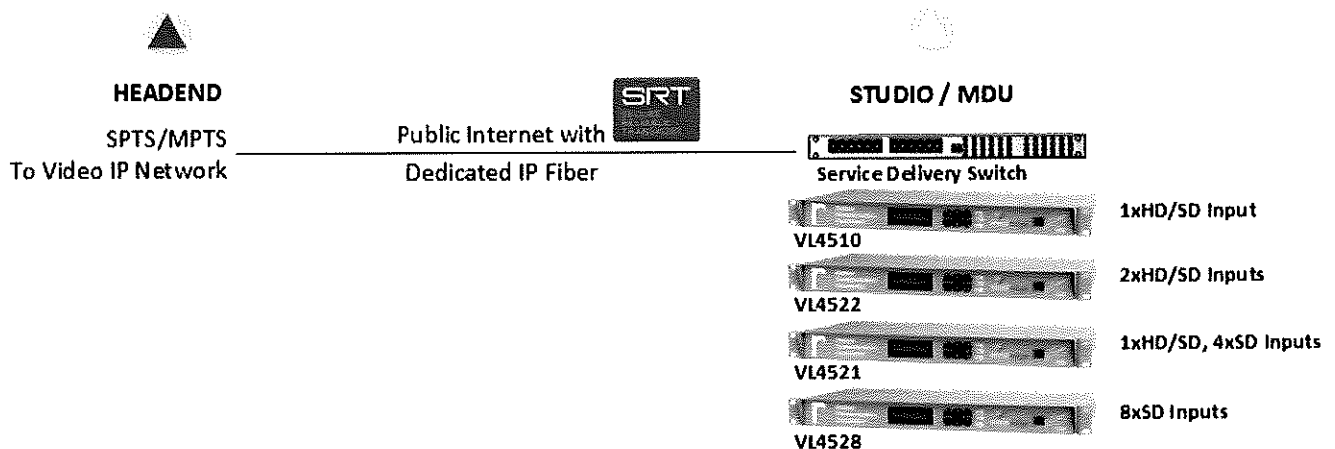 HEADEND
SPTS/MPTS
To Video IP Network
Public Internet with
Dedicated IP Fiber
SRT
STUDIO / MDU
Service Delivery Switch
VL4510
1xHD/SD Input
VL4522
2xHD/SD Inputs
VL4521
1xHD/SD, 4xSD Inputs
VL4528
8xSD Inputs